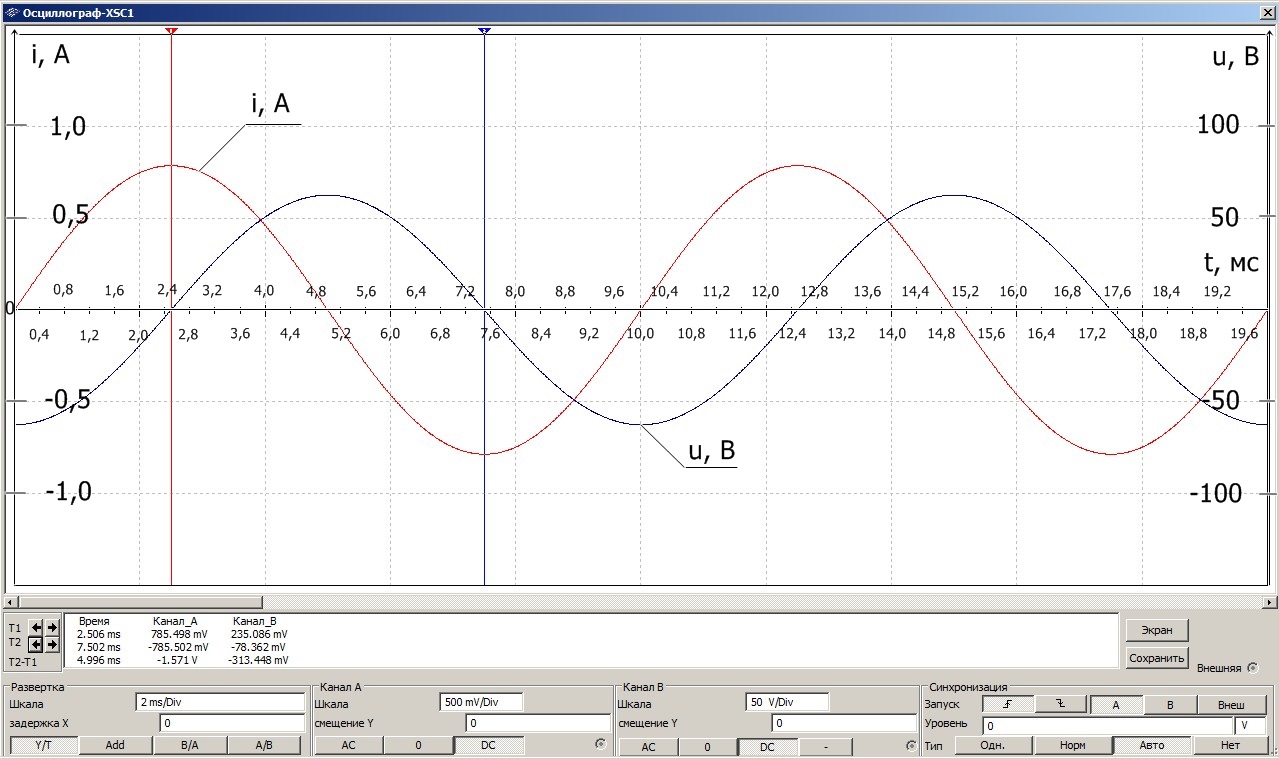 Осциллограф-XSC1
1
2
i, A
u, B
i, A
1,0
100
0,5
50
t, мс
0,8 1,6 2,4 3,2 4,0 4,8 5,6 6,4 7,2 8,0 8,8 9,6 10,4 11,2 12,0 12,8 13,6 14,4 15,2 16,0 16,8 17,6 18,4 19,2
0
0,4 1,2 2,0 2,8 3,6 4,4 5,2 6,0 6,8 7,6 8,4 9,2 10,0 10,8 11,6 12,4 13,2 14,0 14,8 15,6 16,4 17,2 18,0 18,8 19,6
-0,5
-50
u, B
-1,0
-100
Время Канал_A Канал_B
T1 2.506 ms 785.498 mV 235.086 mV
T2 7.502 ms -785.502 mV -78.362 mV
T2-T1 4.996 ms -1.571 V -313.448 mV
Экран
Сохранить
Внешняя
Развертка
Шкала 2 ms/Div
задержка X 0
Y/T Add B/A A/B
Канал A
Шкала 500 mV/Div
смещение Y 0
AC 0 DC
Канал B
Шкала 50 V/Div
смещение Y 0
AC 0 DC -
Синхронизация
Запуск A B Внеш
Уровень 0 V
Тип Одн. Норм Авто Нет